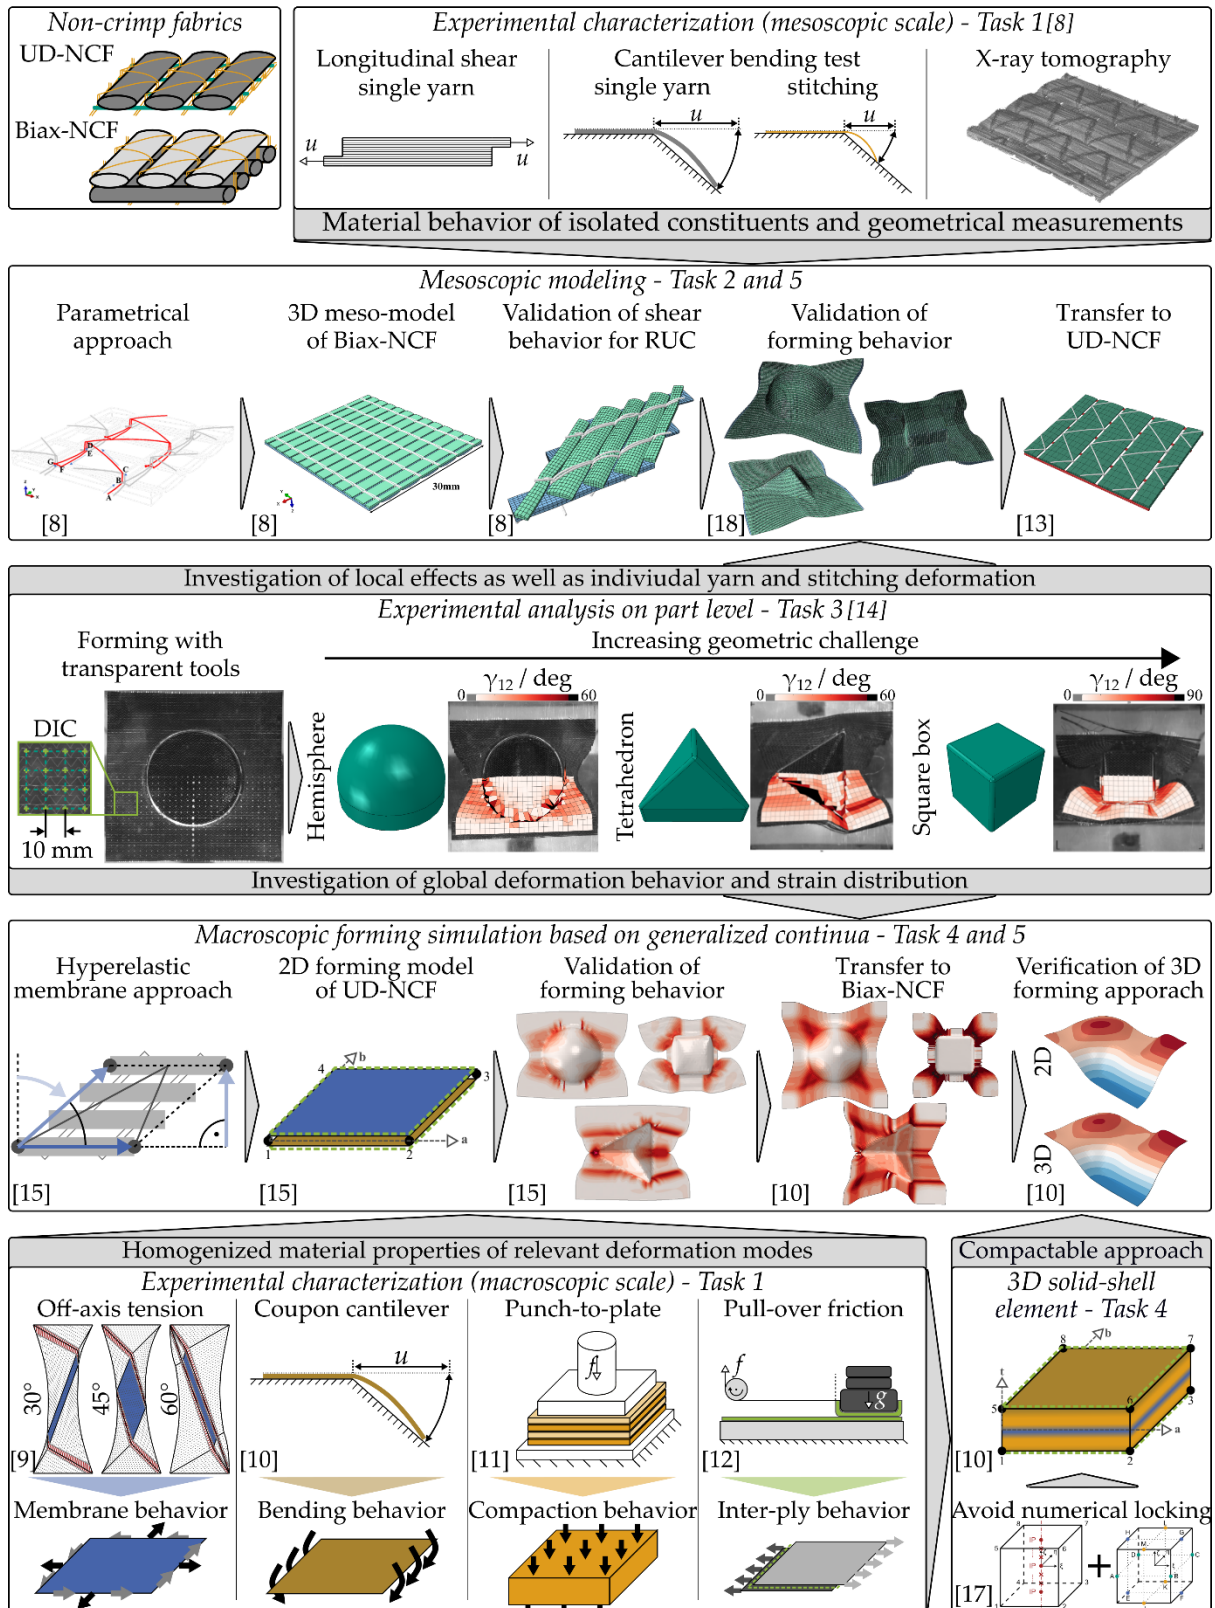 Non-crimp fabrics
UD-NCF
Biax-NCF
Experimental characterization (mesoscopic scale) - Task 1[8]
Longitudinal shear
single yarn
u
u
Cantilever bending test
single yarn
stitching
u
u
X-ray tomography
Material behavior of isolated constituents and geometrical measurements
Mesoscopic modeling - Task 2 and 5
Parametrical
approach
G
F
D
E
C
B
A
[8]
3D meso-model
of Biax-NCF
30mm
[8]
Validation of shear
behavior for RUC
[8]
Validation of
forming behavior
[18]
Transfer to
UD-NCF
[13]
Investigation of local effects as well as indiviudal yarn and stitching deformation
Experimental analysis on part level - Task 3[14]
Forming with
transparent tools
DIC
10 mm
Increasing geometric challenge
Hemisphere
0 γ12 / deg 60
Tetrahedron
0 γ12 / deg 60
Square box
0 γ12 / deg 90
Investigation of global deformation behavior and strain distribution
Macroscopic forming simulation based on generalized continua - Task 4 and 5
Hyperelastic
membrane approach
[15]
2D forming model
of UD-NCF
4
b
3
a
1
2
[15]
Validation of
forming behavior
[15]
Transfer to
Biax-NCF
[10]
Verification of 3D
forming apporach
2D
3D
[10]
Homogenized material properties of relevant deformation modes
Experimental characterization (macroscopic scale) - Task 1
Off-axis tension
30°
45°
60°
[9]
Membrane behavior
Coupon cantilever
u
[10]
Bending behavior
Punch-to-plate
f
[11]
Compaction behavior
Pull-over friction
f
g
[12]
Inter-ply behavior
Compactable approach
3D solid-shell
element - Task 4
8
b
7
t
5
6
3
a
1
2
[10]
Avoid numerical locking
+
[17]